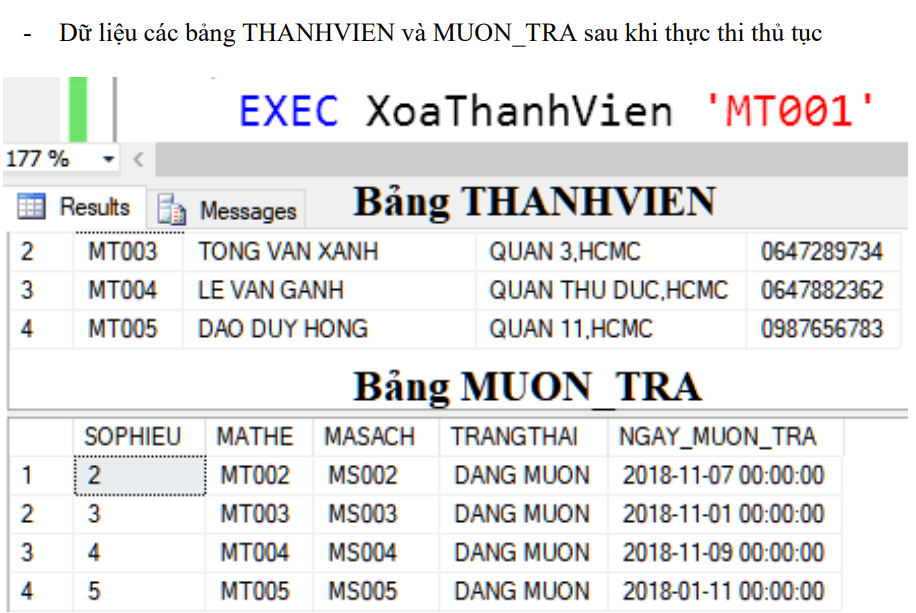 - Dữ liệu các bảng THANHVIEN và MUON_TRA sau khi thực thi thủ tục
EXEC XoaThanhVien 'MT001'
177 %
Results Messages Bảng THANHVIEN
2 MT003 TONG VAN XANH QUAN 3,HCMC 0647289734
3 MT004 LE VAN GANH QUAN THU DUC,HCMC 0647882362
4 MT005 DAO DUY HONG QUAN 11,HCMC 0987656783
Bảng MUON_TRA
SOPHIEU MATHE MASACH TRANGTHAI NGAY_MUON_TRA
1 2 MT002 MS002 DANG MUON 2018-11-07 00:00:00
2 3 MT003 MS003 DANG MUON 2018-11-01 00:00:00
3 4 MT004 MS004 DANG MUON 2018-11-09 00:00:00
4 5 MT005 MS005 DANG MUON 2018-01-11 00:00:00